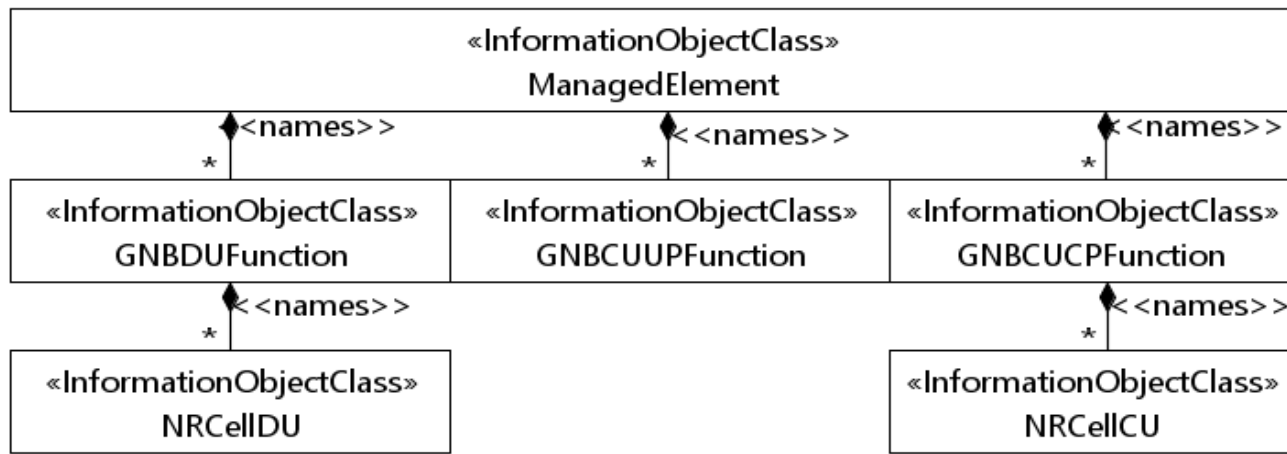 «InformationObjectClass»
ManagedElement
<<names>> <<names>> <<names>>
* * *
«InformationObjectClass» «InformationObjectClass» «InformationObjectClass»
GNBDUFunction GNBCUUPFunction GNBCUCPFunction
<<names>> <<names>>
* *
«InformationObjectClass» «InformationObjectClass»
NRCellDU NRCellCU